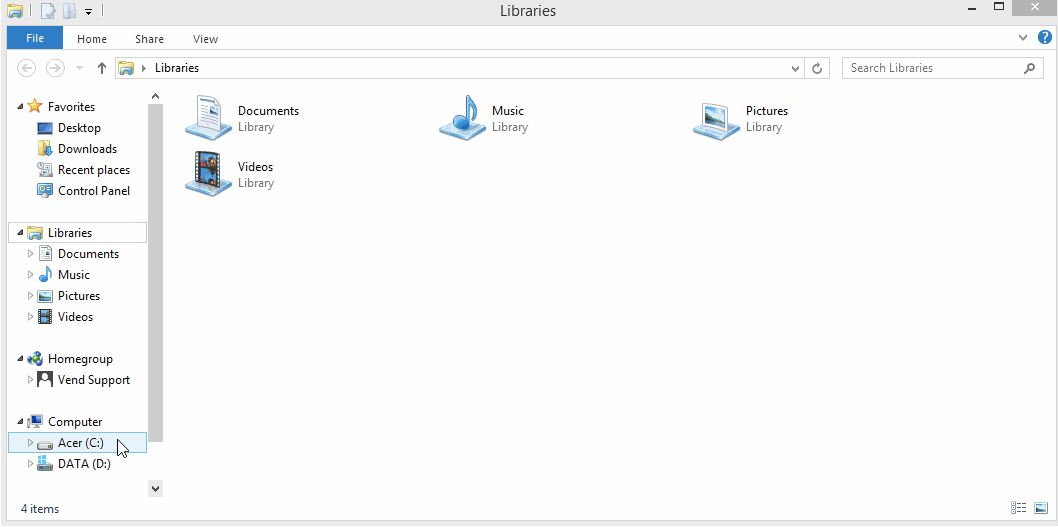 Libraries
File Home Share View
Libraries
Search Libraries
Favorites
Desktop
Downloads
Recent places
Control Panel
Libraries
Documents
Music
Pictures
Videos
Homegroup
Vend Support
Computer
Acer (C:)
DATA (D:)
Documents
Library
Music
Library
Pictures
Library
Videos
Library
4 items